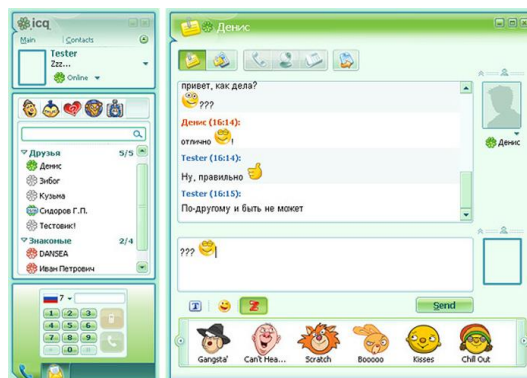 icq
Main
Contacts
Tester
Zzz...
Online
Друзья 5/5
Денис
Зибог
Кузьма
Сидоров Г.П.
Тестовик!
Знакомые 2/4
DANSEA
Иван Петрович
7
1 2 3
4 5 6
7 8 9
0
Денис
привет, как дела?
???
Денис (16:14):
отлично !
Tester (16:14):
Ну, правильно
Tester (16:15):
По-другому и быть не может
Денис
???
T
Z
Send
Gangsta'
Can't Hea...
Scratch
Booooo
Kisses
Chill Out